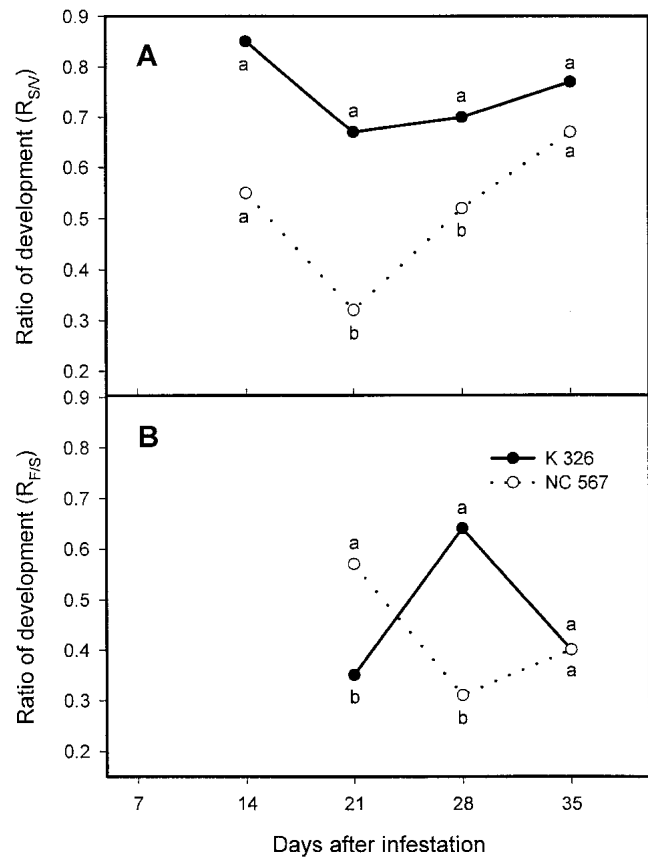 0.9
A
0.8
0.7
0.6
0.5
0.4
0.3
0.2
Ratio of development (R_S/V)
a a a a
a b b a
0.9
B
0.8
0.7
0.6
0.5
0.4
0.3
0.2
Ratio of development (R_F/S)
K 326
NC 567
a a a
b b a
7 14 21 28 35
Days after infestation